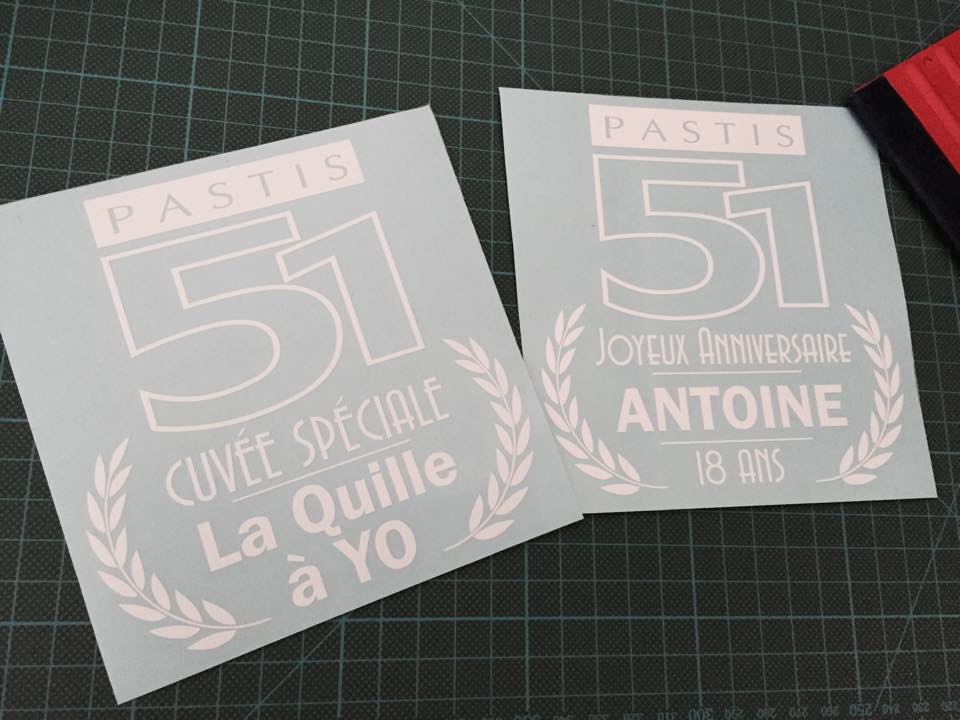 PASTIS
51
CUVÉE SPÉCIALE
La Quille
à YO
PASTIS
51
JOYEUX ANNIVERSAIRE
ANTOINE
18 ANS